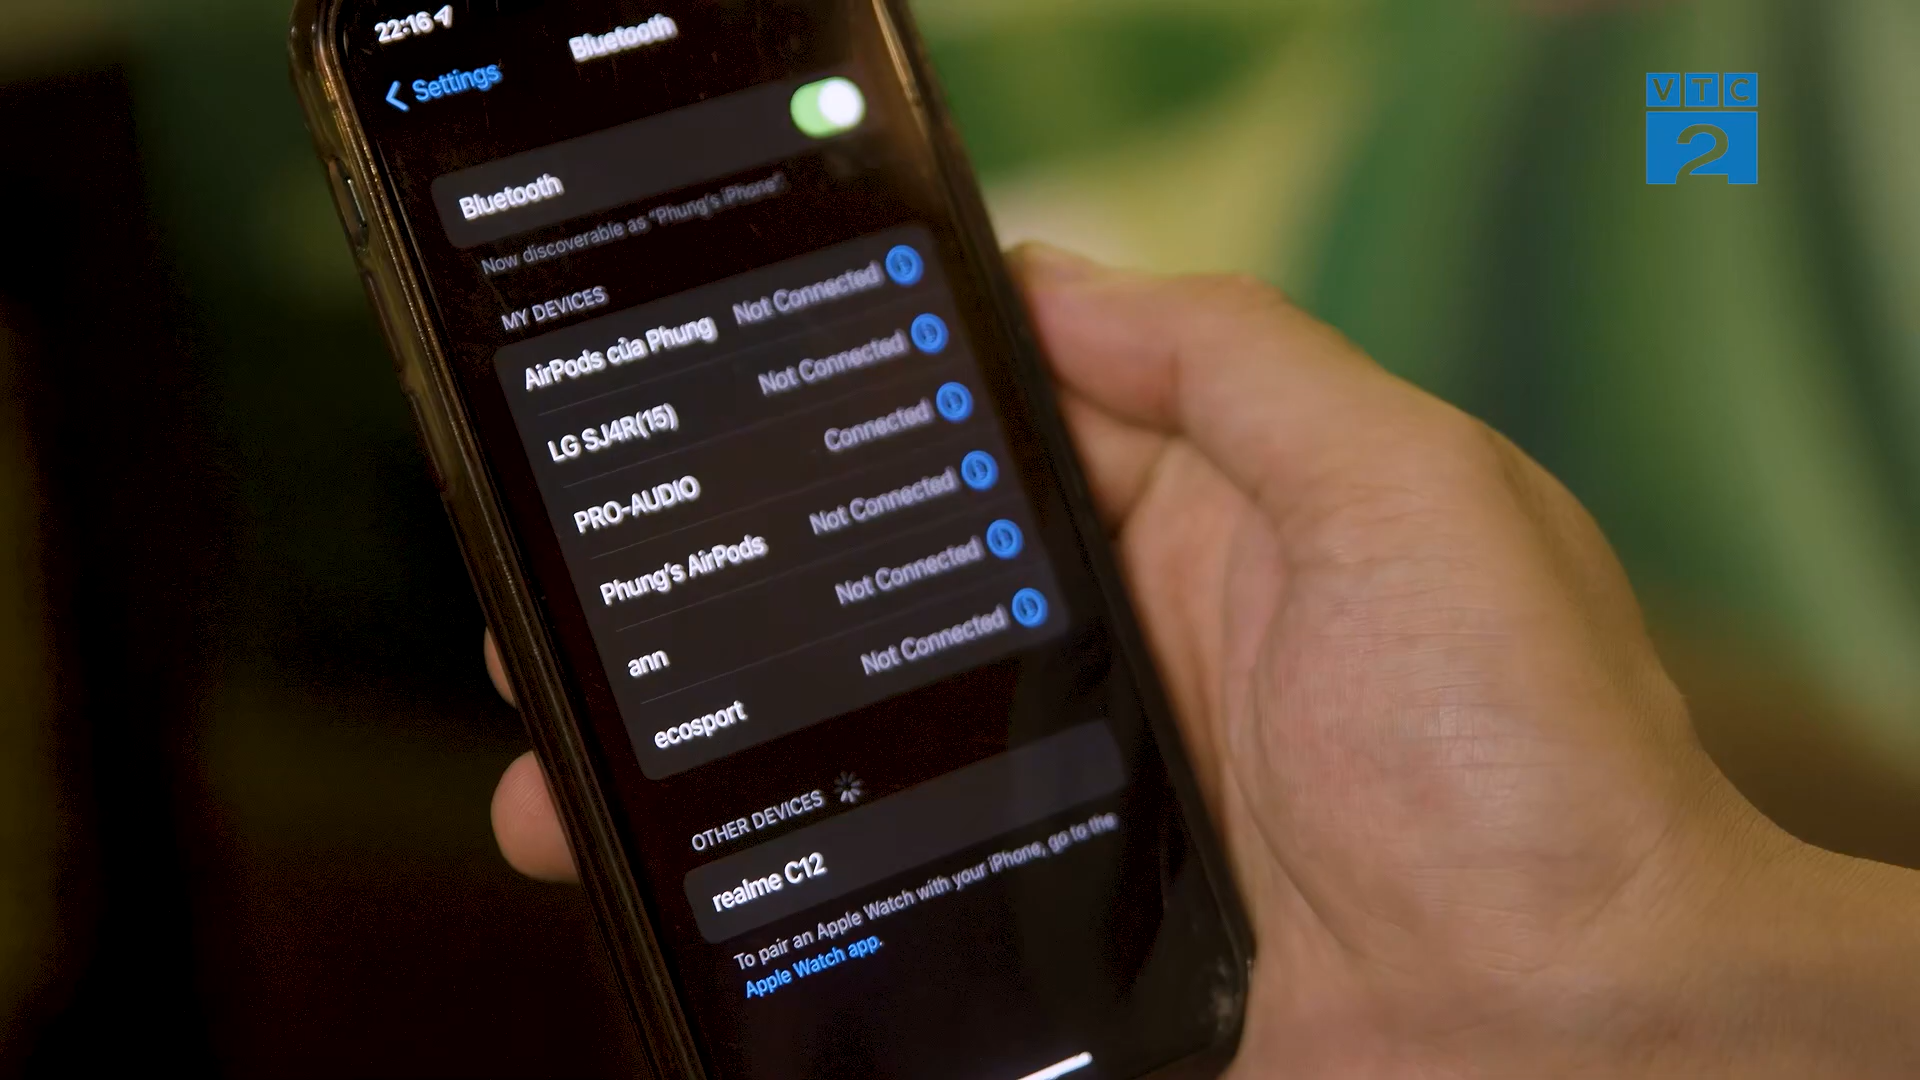 22:16
VTC
2
Settings
Bluetooth
Bluetooth
Now discoverable as "Phung's iPhone".
MY DEVICES
AirPods của Phung Not Connected
LG SJ4R(15) Not Connected
PRO-AUDIO Connected
Phung's AirPods Not Connected
ann Not Connected
ecosport Not Connected
OTHER DEVICES
realme C12
To pair an Apple Watch with your iPhone, go to the
Apple Watch app.